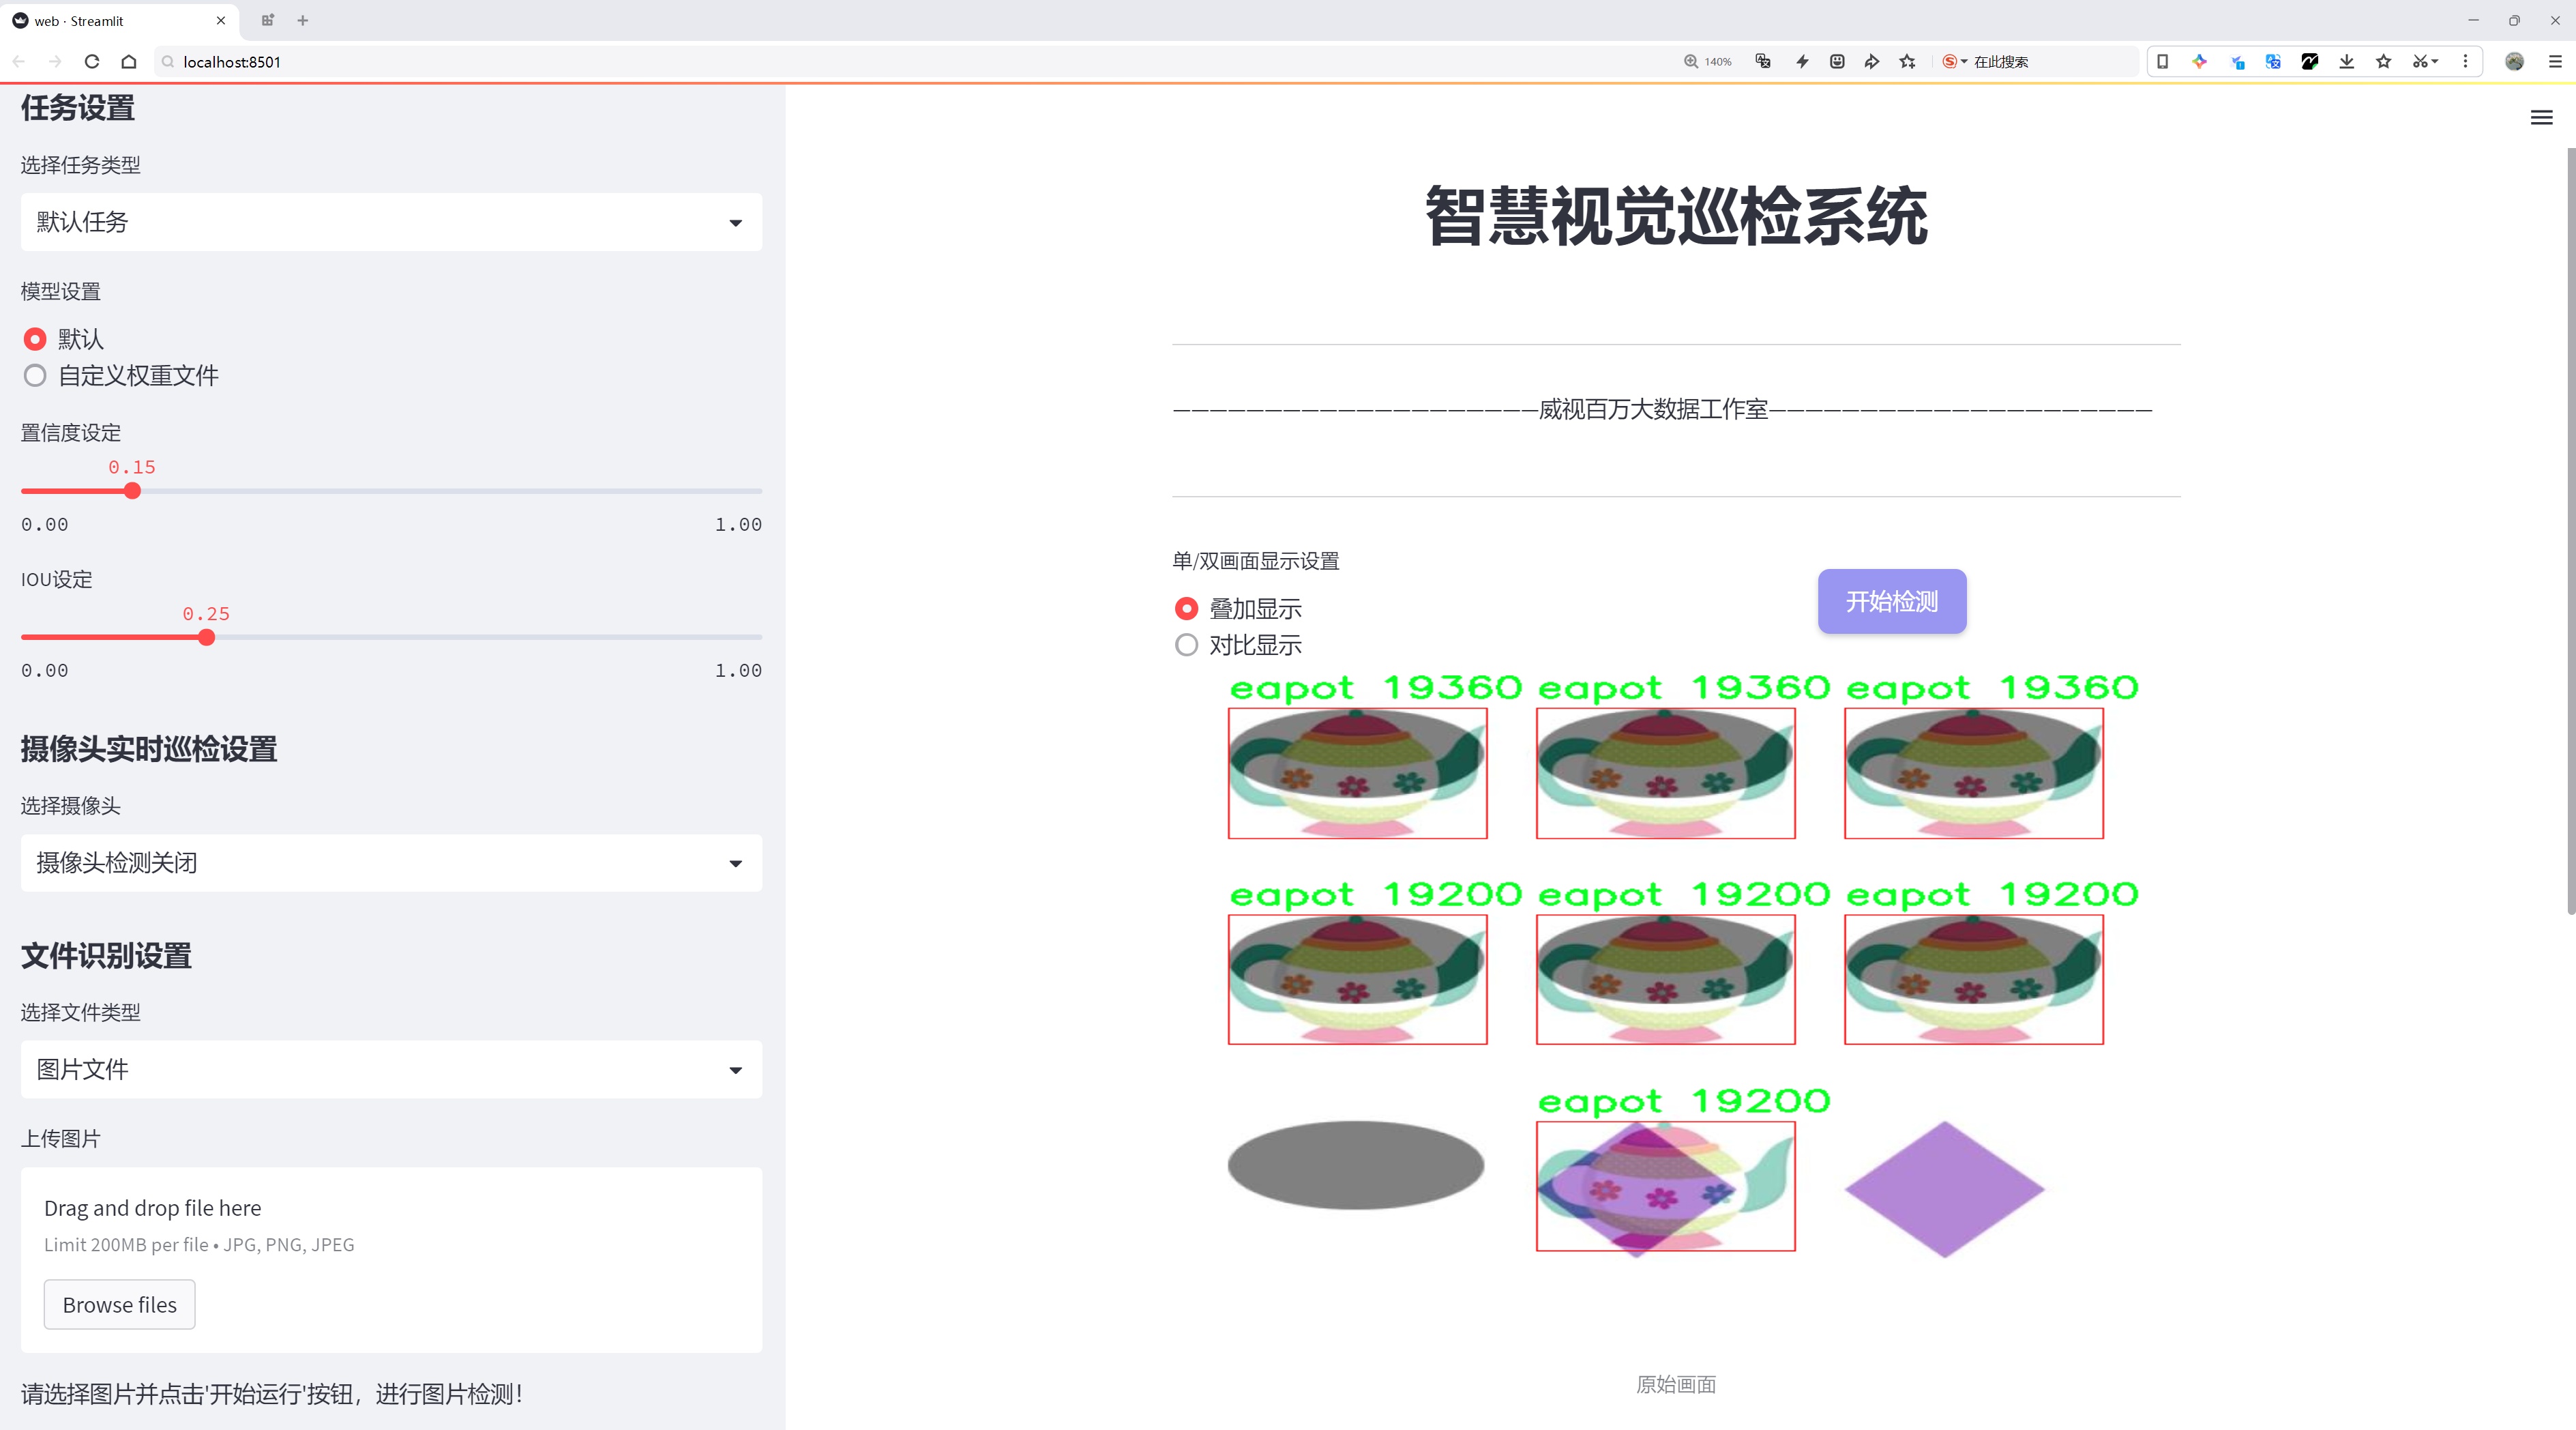 web · Streamlit
localhost:8501
140%
在此搜索
任务设置
选择任务类型
默认任务
模型设置
默认
自定义权重文件
置信度设定
0.15
0.00
1.00
IOU设定
0.25
0.00
1.00
摄像头实时巡检设置
选择摄像头
摄像头检测关闭
文件识别设置
选择文件类型
图片文件
上传图片
Drag and drop file here
Limit 200MB per file • JPG, PNG, JPEG
Browse files
请选择图片并点击'开始运行'按钮，进行图片检测！
智慧视觉巡检系统
————————————————————威视百万大数据工作室—————————————————————
单/双画面显示设置
叠加显示
对比显示
开始检测
eapot 19360 eapot 19360 eapot 19360
eapot 19200 eapot 19200 eapot 19200
eapot 19200
原始画面